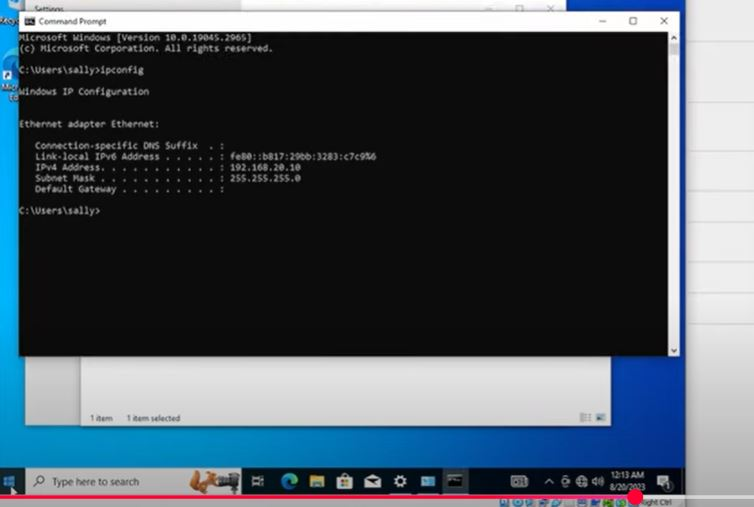 Settings
Command Prompt
Microsoft Windows [Version 10.0.19045.2965]
(c) Microsoft Corporation. All rights reserved.
C:\Users\sally>ipconfig
Windows IP Configuration
Ethernet adapter Ethernet:
Connection-specific DNS Suffix . :
Link-local IPv6 Address . . . . . : fe80::b817:29bb:3283:c7c9%6
IPv4 Address. . . . . . . . . . . : 192.168.20.10
Subnet Mask . . . . . . . . . . . : 255.255.255.0
Default Gateway . . . . . . . . . :
C:\Users\sally>
1 item 1 item selected
Type here to search
12:13 AM
8/20/2023
Right Ctrl